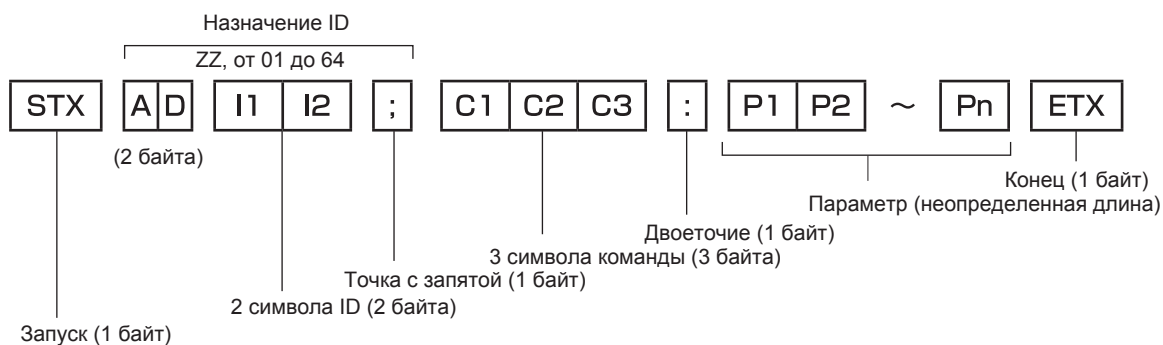 Назначение ID
ZZ, от 01 до 64
STX A D I1 I2 ; C1 C2 C3 : P1 P2 ~ Pn ETX
(2 байта)
Конец (1 байт)
Параметр (неопределенная длина)
Двоеточие (1 байт)
3 символа команды (3 байта)
Точка с запятой (1 байт)
2 символа ID (2 байта)
Запуск (1 байт)